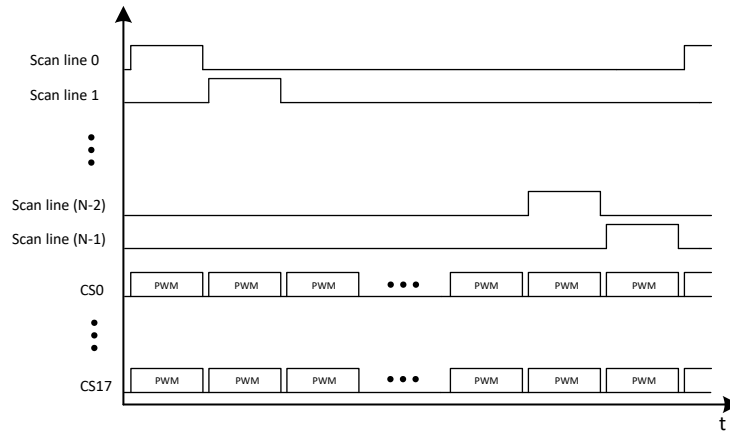 Scan line 0
Scan line 1
Scan line (N-2)
Scan line (N-1)
CS0 PWM PWM PWM PWM PWM PWM
CS17 PWM PWM PWM PWM PWM PWM
t